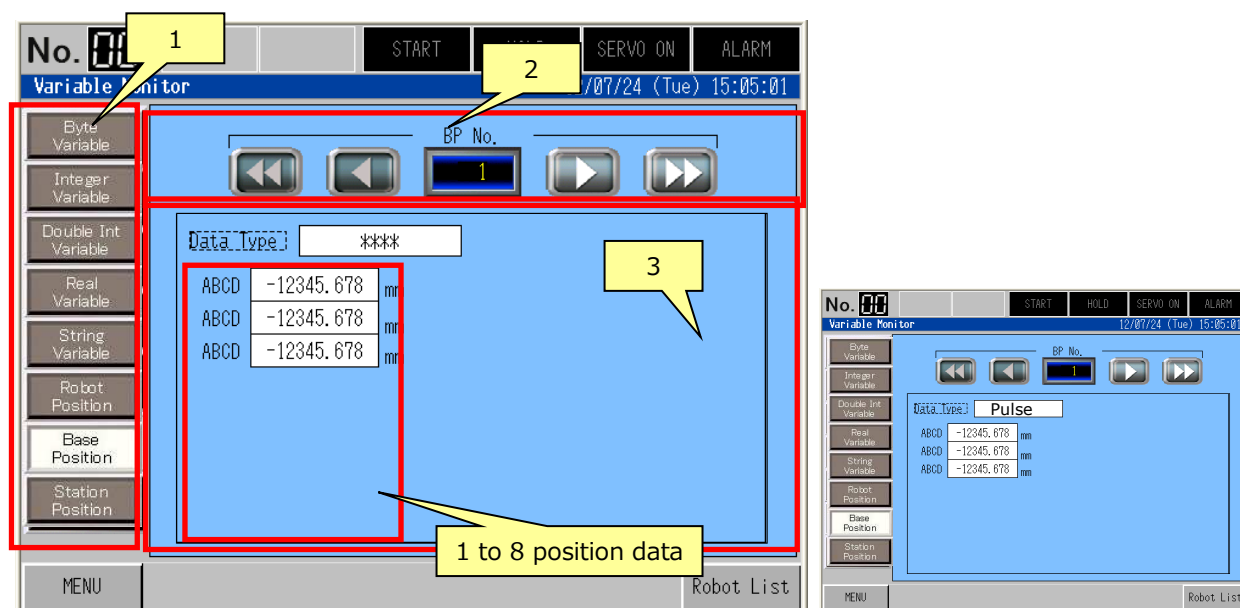 No. 00
1
START
SERVO ON
ALARM
2
Variable Monitor
/07/24 (Tue) 15:05:01
Byte
Variable
Integer
Variable
Double Int
Variable
Real
Variable
String
Variable
Robot
Position
Base
Position
Station
Position
BP No.
1
Data Type:
****
3
ABCD -12345.678 mm
ABCD -12345.678 mm
ABCD -12345.678 mm
1 to 8 position data
MENU
Robot List
No. 00
START
HOLD
SERVO ON
ALARM
Variable Monitor
12/07/24 (Tue) 15:05:01
Byte
Variable
Integer
Variable
Double Int
Variable
Real
Variable
String
Variable
Robot
Position
Base
Position
Station
Position
BP No.
1
Data Type:
Pulse
ABCD -12345.678 mm
ABCD -12345.678 mm
ABCD -12345.678 mm
MENU
Robot List